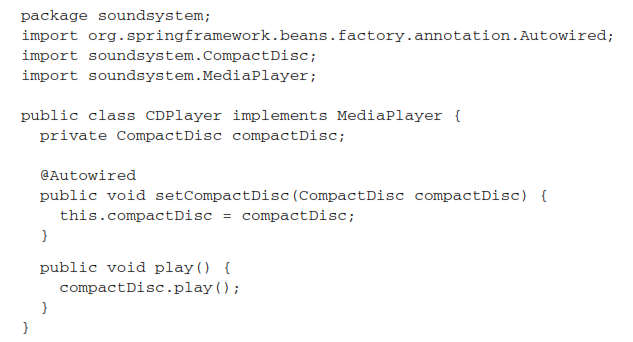 package soundsystem;
import org.springframework.beans.factory.annotation.Autowired;
import soundsystem.CompactDisc;
import soundsystem.MediaPlayer;

public class CDPlayer implements MediaPlayer {
  private CompactDisc compactDisc;

  @Autowired
  public void setCompactDisc(CompactDisc compactDisc) {
    this.compactDisc = compactDisc;
  }

  public void play() {
    compactDisc.play();
  }
}